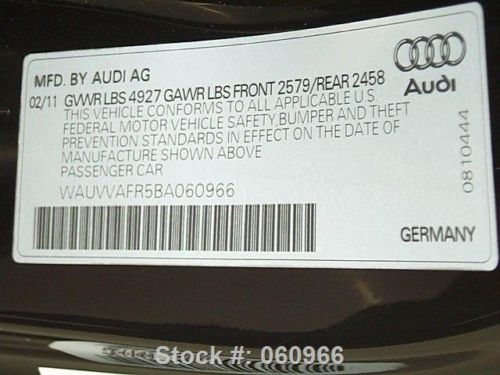 MFD. BY AUDI AG
02/11 GVWR LBS 4927 GAWR LBS FRONT 2579/REAR 2458
THIS VEHICLE CONFORMS TO ALL APPLICABLE U S
FEDERAL MOTOR VEHICLE SAFETY,BUMPER AND THEFT
PREVENTION STANDARDS IN EFFECT ON THE DATE OF
MANUFACTURE SHOWN ABOVE
PASSENGER CAR
WAUVVAFR5BA060966
Audi
0810444
GERMANY
Stock #: 060966